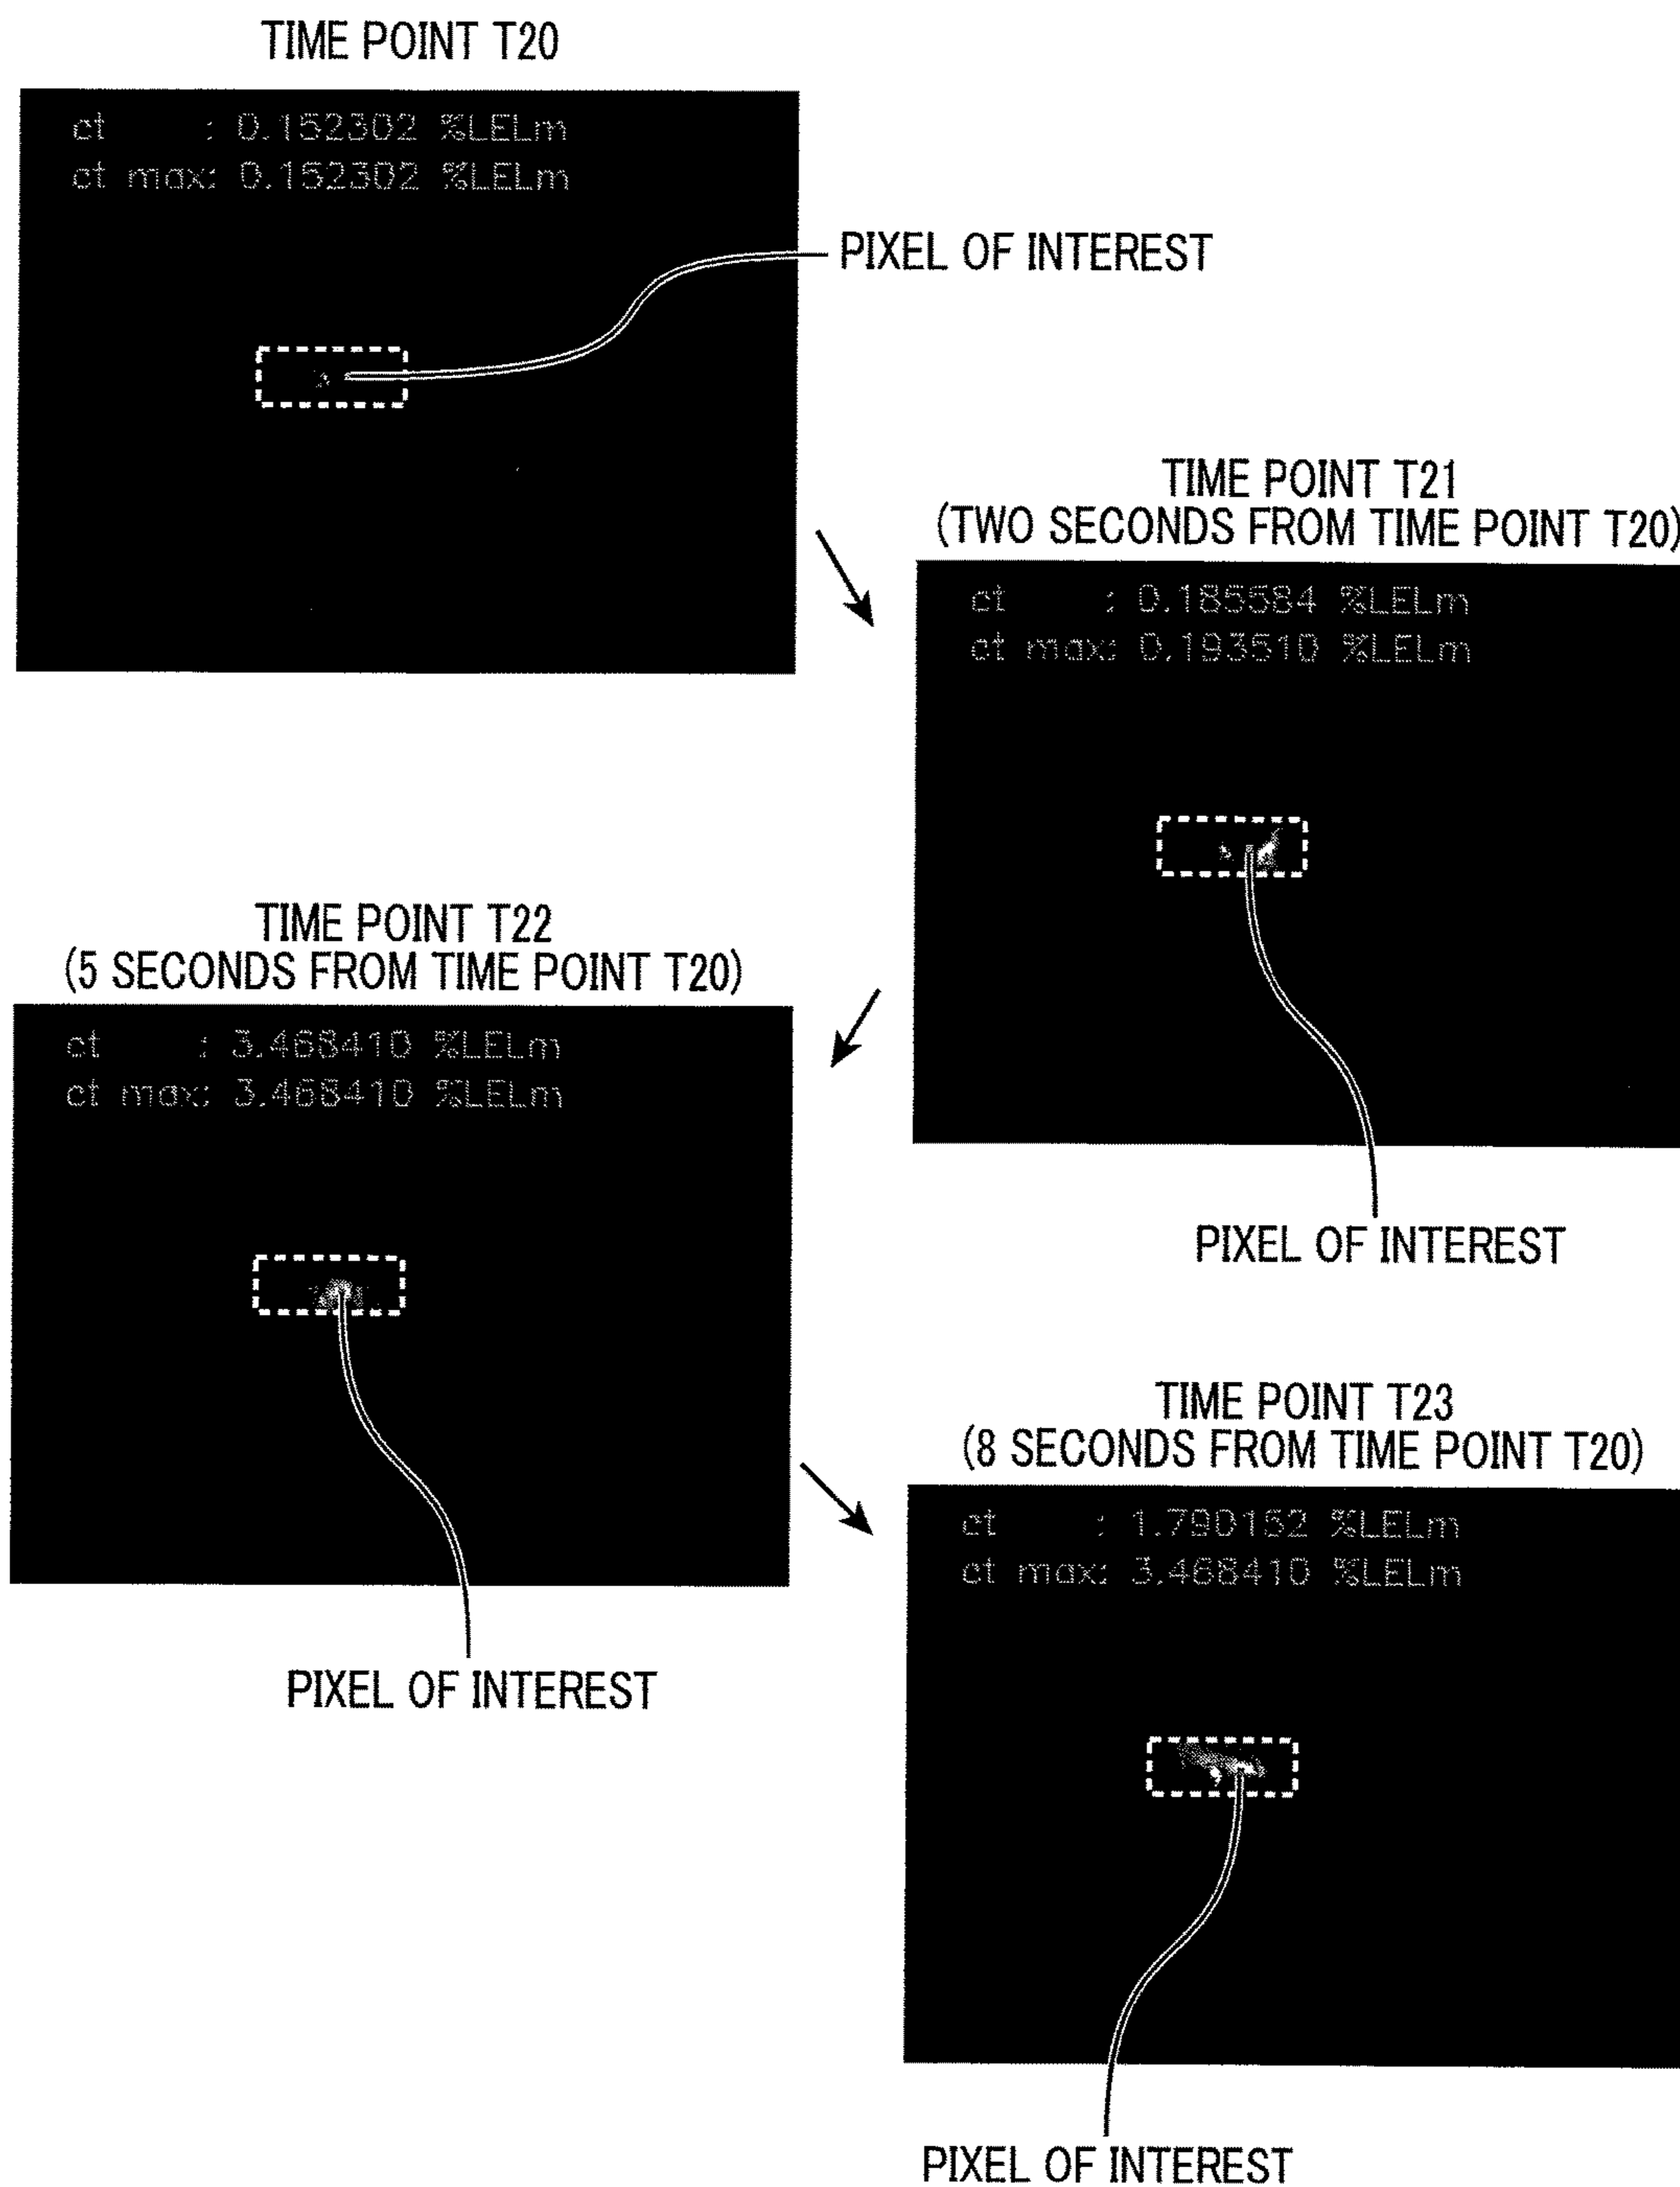 TIME POINT T20
ct : 0.152302 %LELm
ct max: 0.152302 %LELm
PIXEL OF INTEREST
TIME POINT T21
(TWO SECONDS FROM TIME POINT T20)
ct : 0.185584 %LELm
ct max: 0.193510 %LELm
PIXEL OF INTEREST
TIME POINT T22
(5 SECONDS FROM TIME POINT T20)
ct : 3.468410 %LELm
ct max: 3.468410 %LELm
PIXEL OF INTEREST
TIME POINT T23
(8 SECONDS FROM TIME POINT T20)
ct : 1.790152 %LELm
ct max: 3.468410 %LELm
PIXEL OF INTEREST